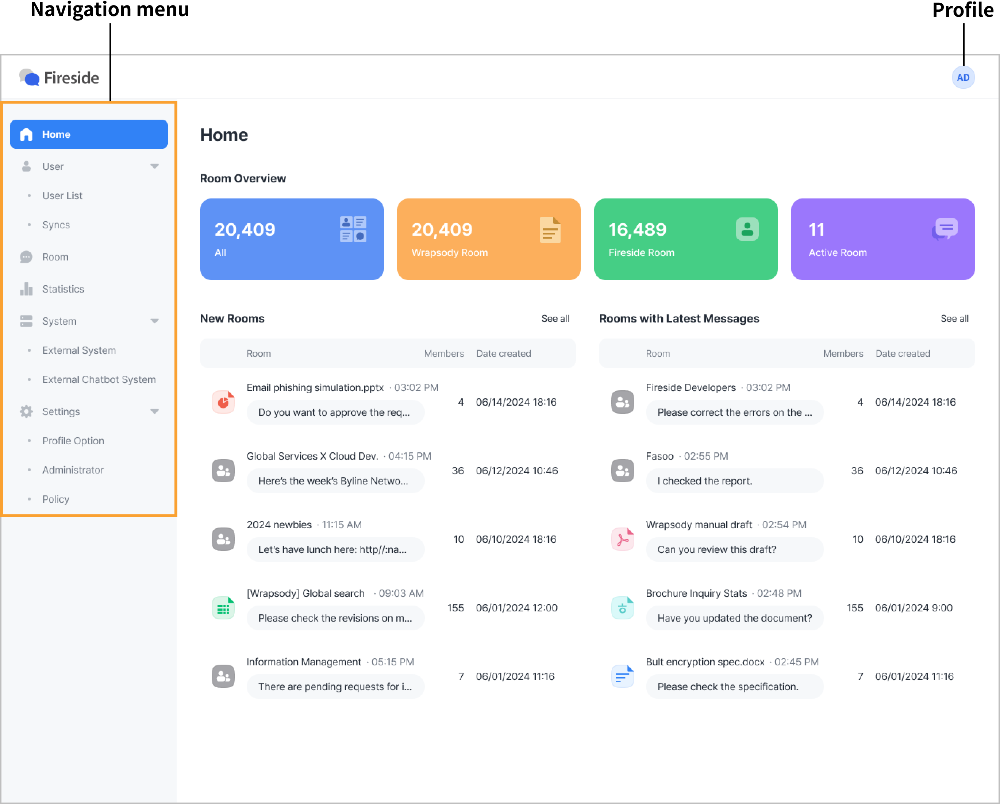 Navigation menu
Profile
Fireside
AD
Home
User
User List
Syncs
Room
Statistics
System
External System
External Chatbot System
Settings
Profile Option
Administrator
Policy
Home
Room Overview
20,409
All
20,409
Wrapsody Room
16,489
Fireside Room
11
Active Room
New Rooms See all
Room Members Date created
Email phishing simulation.pptx · 03:02 PM
Do you want to approve the req...
4 06/14/2024 18:16
Global Services X Cloud Dev. · 04:15 PM
Here's the week's Byline Netwo...
36 06/12/2024 10:46
2024 newbies · 11:15 AM
Let's have lunch here: http//:na...
10 06/10/2024 18:16
[Wrapsody] Global search · 09:03 AM
Please check the revisions on m...
155 06/01/2024 12:00
Information Management · 05:15 PM
There are pending requests for i...
7 06/01/2024 11:16
Rooms with Latest Messages See all
Room Members Date created
Fireside Developers · 03:02 PM
Please correct the errors on the ...
4 06/14/2024 18:16
Fasoo · 02:55 PM
I checked the report.
36 06/12/2024 10:46
Wrapsody manual draft · 02:54 PM
Can you review this draft?
10 06/10/2024 18:16
Brochure Inquiry Stats · 02:48 PM
ㅎ
Have you updated the document?
155 06/01/2024 9:00
Bult encryption spec.docx · 02:45 PM
Please check the specification.
7 06/01/2024 11:16